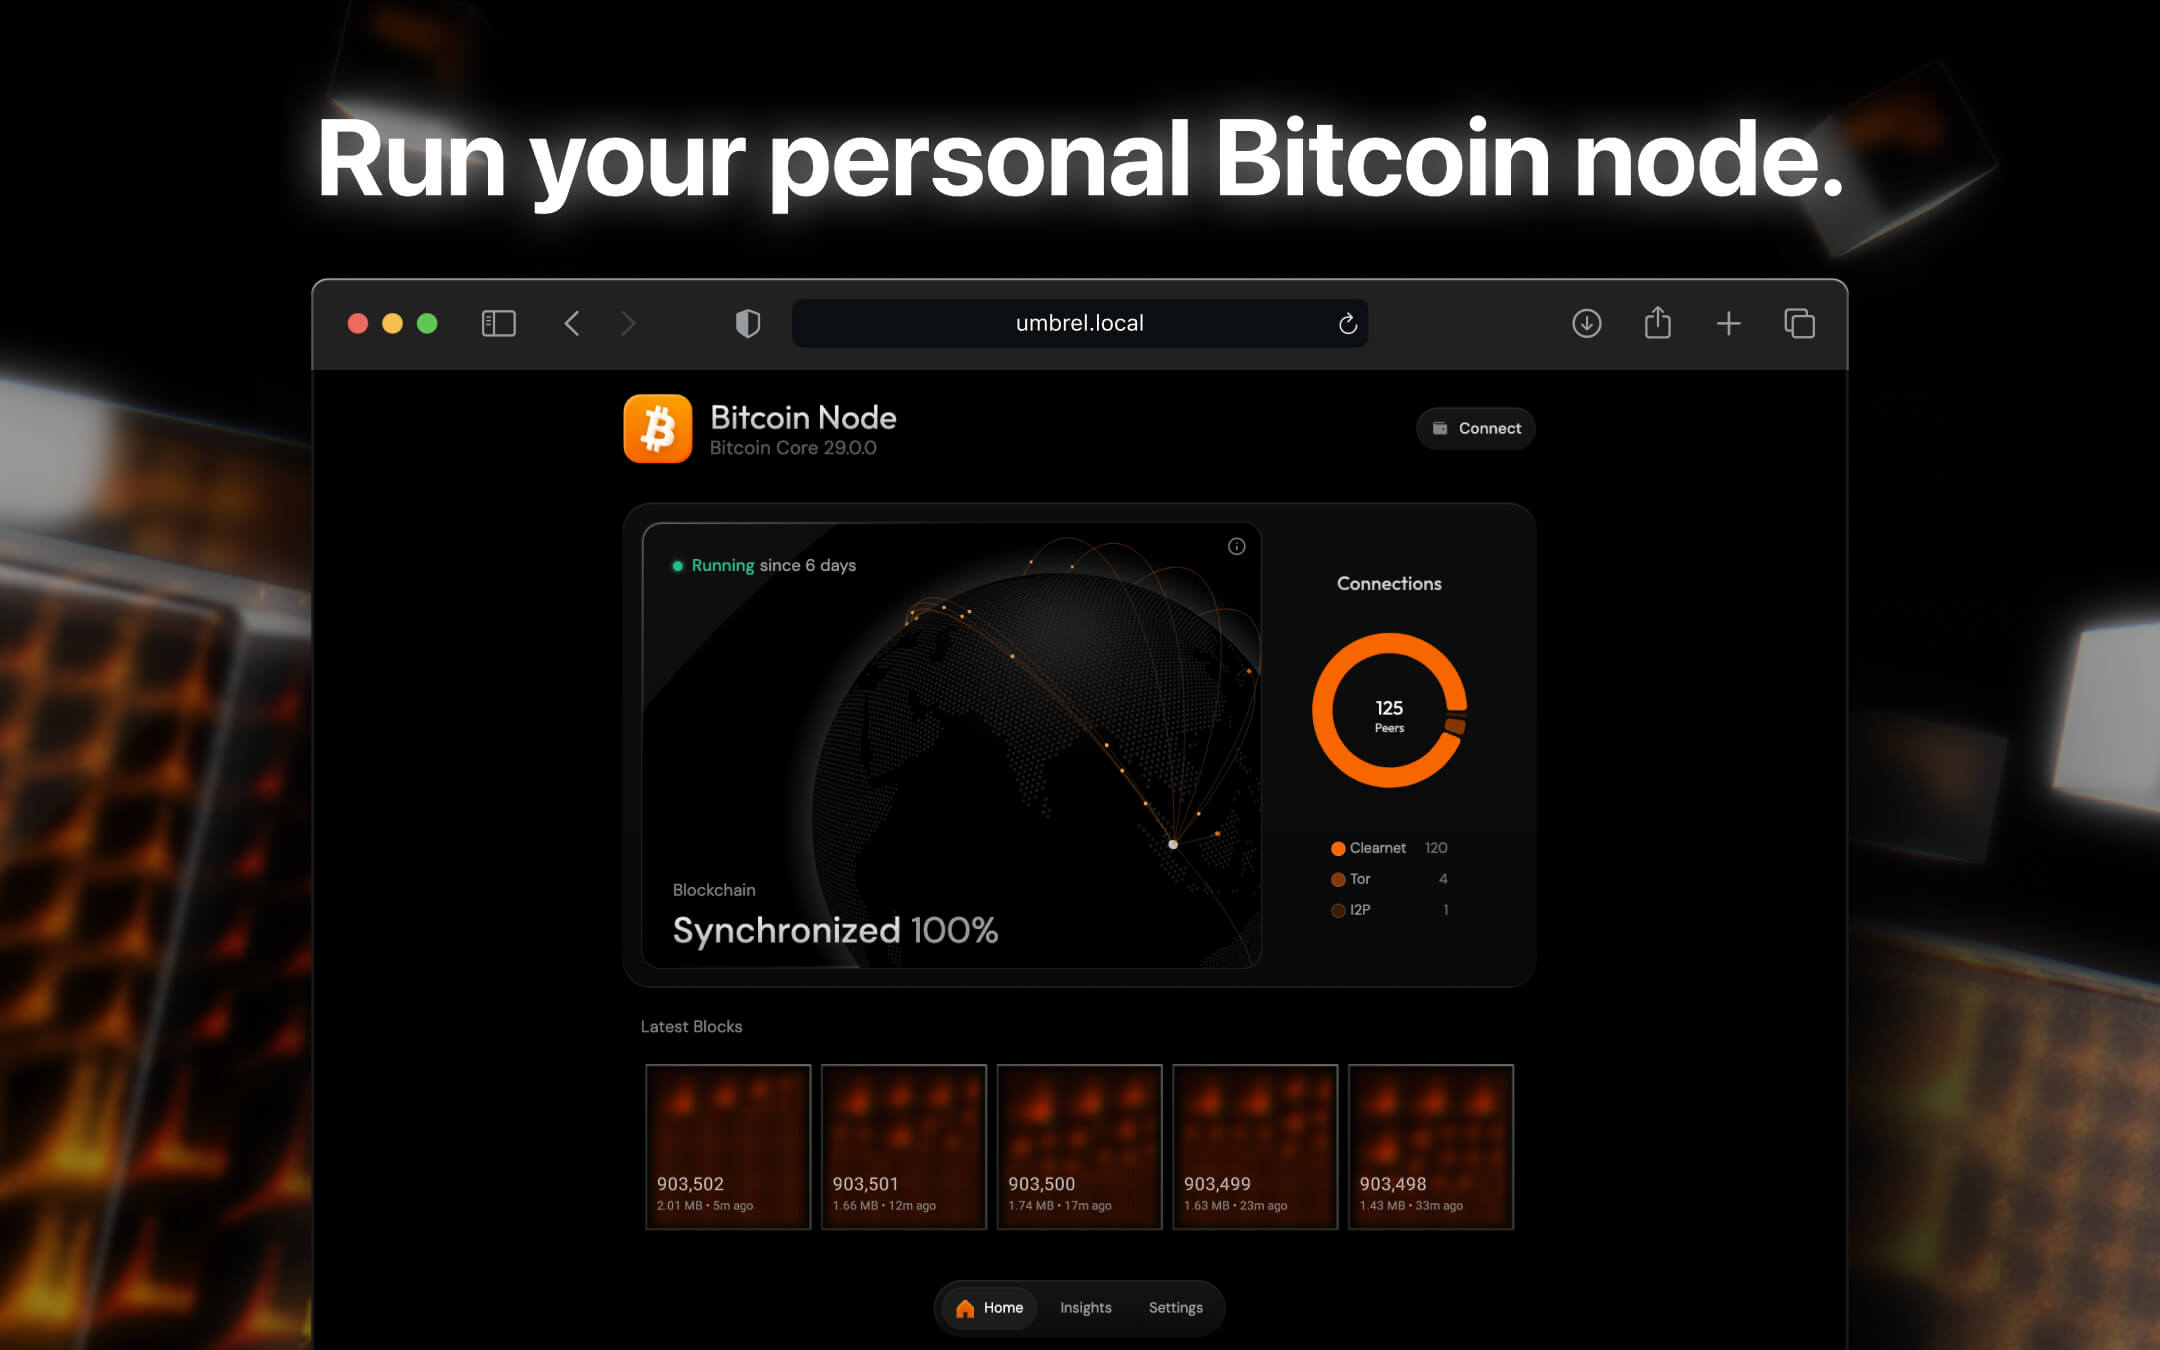 Run your personal Bitcoin node.
umbrel.local
Bitcoin Node
Bitcoin Core 29.0.0
Connect
Running since 6 days
Connections
125
Peers
Clearnet 120
Tor 4
I2P 1
Blockchain
Synchronized 100%
Latest Blocks
903,502
2.01 MB • 5m ago
903,501
1.66 MB • 12m ago
903,500
1.74 MB • 17m ago
903,499
1.63 MB • 23m ago
903,498
1.43 MB • 33m ago
Home Insights Settings